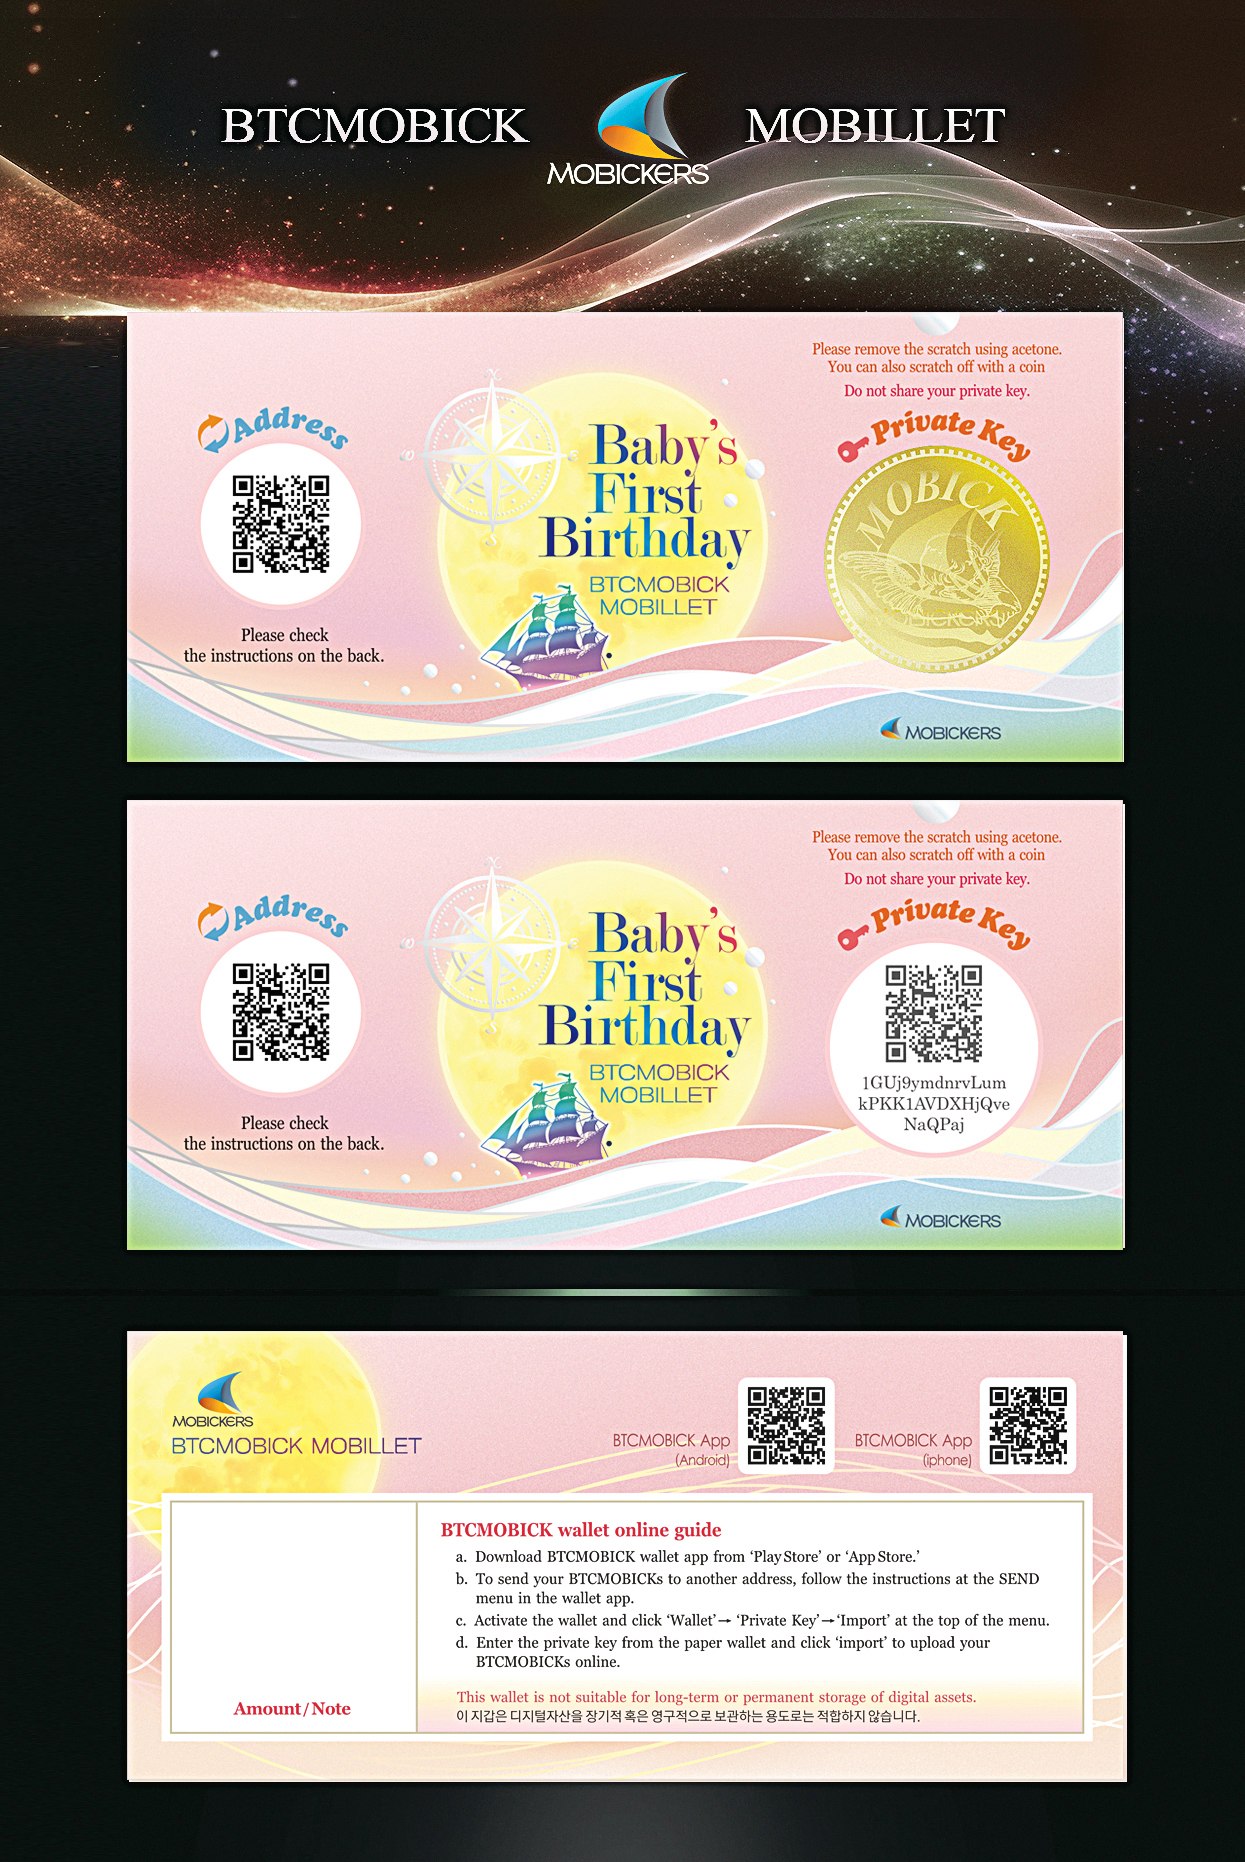 BTCMOBICK
MOBICKERS
MOBILLET
Please remove the scratch using acetone.
You can also scratch off with a coin
Do not share your private key.
Address
Private Key
Baby's
First
Birthday
BTCMOBICK
MOBILLET
MOBICK
MOBICKERS
Please check
the instructions on the back.
MOBICKERS
Please remove the scratch using acetone.
You can also scratch off with a coin
Do not share your private key.
Address
Private Key
Baby's
First
Birthday
BTCMOBICK
MOBILLET
1GUj9ymdnrvLum
kPKK1AVDXHjQve
NaQPaj
Please check
the instructions on the back.
MOBICKERS
MOBICKERS
BTCMOBICK MOBILLET
BTCMOBICK App
(Android)
BTCMOBICK App
(iphone)
BTCMOBICK wallet online guide
a. Download BTCMOBICK wallet app from ‘Play Store’ or ‘App Store.’
b. To send your BTCMOBICKs to another address, follow the instructions at the SEND
menu in the wallet app.
c. Activate the wallet and click ‘Wallet’→ ‘Private Key’→‘Import’ at the top of the menu.
d. Enter the private key from the paper wallet and click ‘import’ to upload your
BTCMOBICKs online.
Amount/Note
This wallet is not suitable for long-term or permanent storage of digital assets.
이 지갑은 디지털자산을 장기적 혹은 영구적으로 보관하는 용도로는 적합하지 않습니다.